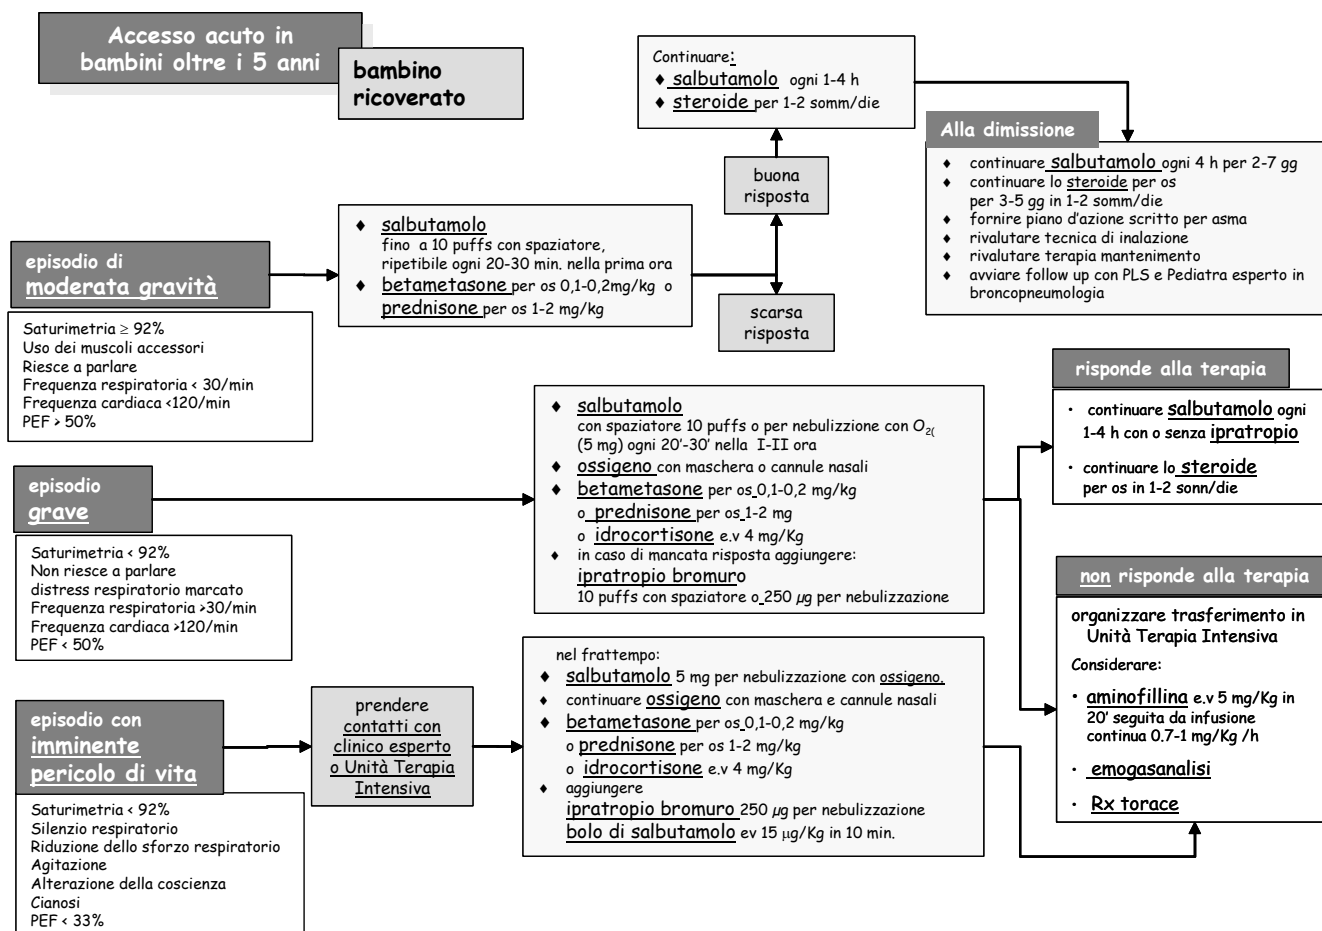 Accesso acuto in
bambini oltre i 5 anni
bambino
ricoverato
Continuare:
♦ salbutamolo ogni 1-4 h
♦ steroide per 1-2 somm/die
Alla dimissione
♦ continuare salbutamolo ogni 4 h per 2-7 gg
♦ continuare lo steroide per os
per 3-5 gg in 1-2 somm/die
♦ fornire piano d'azione scritto per asma
♦ rivalutare tecnica di inalazione
♦ rivalutare terapia mantenimento
♦ avviare follow up con PLS e Pediatra esperto in
broncopneumologia
buona
risposta
episodio di
moderata gravità
♦ salbutamolo
fino a 10 puffs con spaziatore,
ripetibile ogni 20-30 min. nella prima ora
♦ betametasone per os 0,1-0,2mg/kg o
prednisone per os 1-2 mg/kg
scarsa
risposta
Saturimetria ≥ 92%
Uso dei muscoli accessori
Riesce a parlare
Frequenza respiratoria < 30/min
Frequenza cardiaca <120/min
PEF > 50%
episodio
grave
Saturimetria < 92%
Non riesce a parlare
distress respiratorio marcato
Frequenza respiratoria >30/min
Frequenza cardiaca >120/min
PEF < 50%
♦ salbutamolo
con spaziatore 10 puffs o per nebulizzione con O2(
(5 mg) ogni 20'-30' nella I-II ora
♦ ossigeno con maschera o cannule nasali
♦ betametasone per os 0,1-0,2 mg/kg
o prednisone per os 1-2 mg
o idrocortisone e.v 4 mg/Kg
♦ in caso di mancata risposta aggiungere:
ipratropio bromuro
10 puffs con spaziatore o 250 µg per nebulizzazione
risponde alla terapia
• continuare salbutamolo ogni
1-4 h con o senza ipratropio
• continuare lo steroide
per os in 1-2 sonn/die
non risponde alla terapia
organizzare trasferimento in
Unità Terapia Intensiva
Considerare:
• aminofillina e.v 5 mg/Kg in
20' seguita da infusione
continua 0.7-1 mg/Kg /h
• emogasanalisi
• Rx torace
episodio con
imminente
pericolo di vita
Saturimetria < 92%
Silenzio respiratorio
Riduzione dello sforzo respiratorio
Agitazione
Alterazione della coscienza
Cianosi
PEF < 33%
prendere
contatti con
clinico esperto
o Unità Terapia
Intensiva
nel frattempo:
♦ salbutamolo 5 mg per nebulizzazione con ossigeno.
♦ continuare ossigeno con maschera e cannule nasali
♦ betametasone per os 0,1-0,2 mg/kg
o prednisone per os 1-2 mg/kg
o idrocortisone e.v 4 mg/Kg
♦ aggiungere
ipratropio bromuro 250 µg per nebulizzazione
bolo di salbutamolo ev 15 µg/Kg in 10 min.